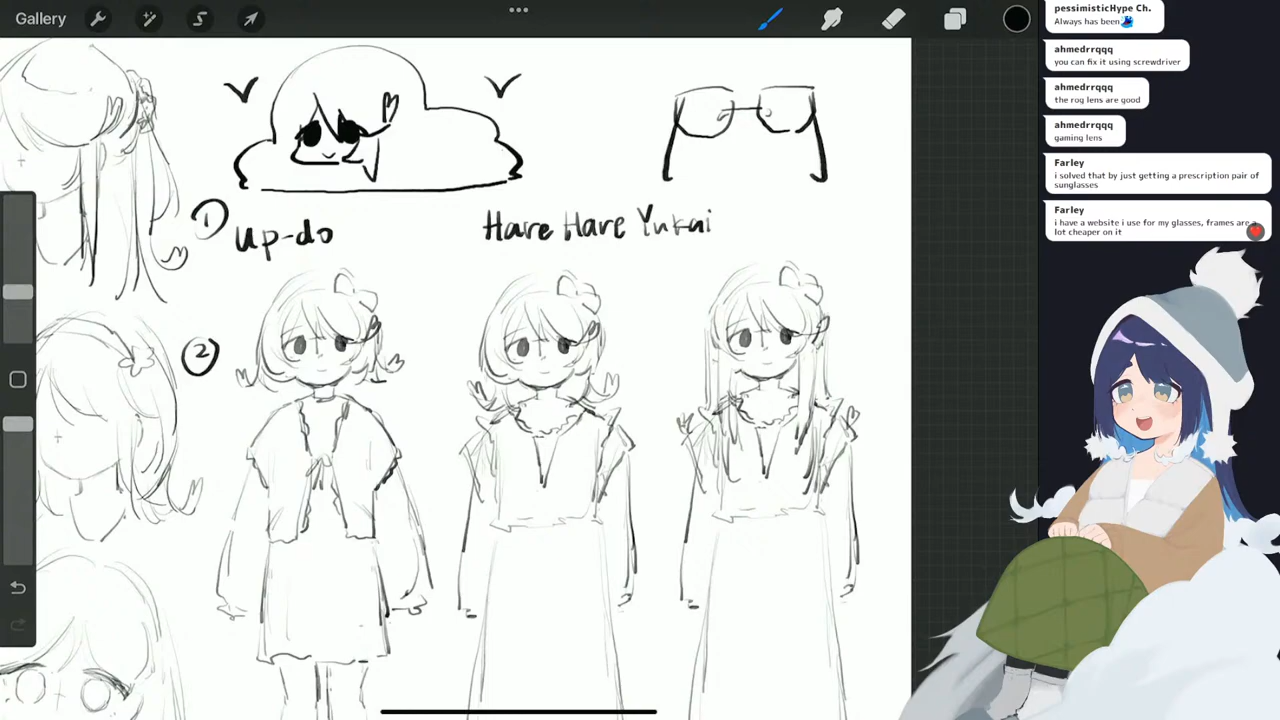 Gallery
pessimisticHype Ch.
Always has been
ahmedrrqqq
you can fix it using screwdriver
ahmedrrqqq
the rog lens are good
ahmedrrqqq
gaming lens
Farley
i solved that by just getting a prescription pair of
sunglasses
Farley
i have a website i use for my glasses, frames are a
lot cheaper on it
1 up-do
Hare Hare Yukai
2